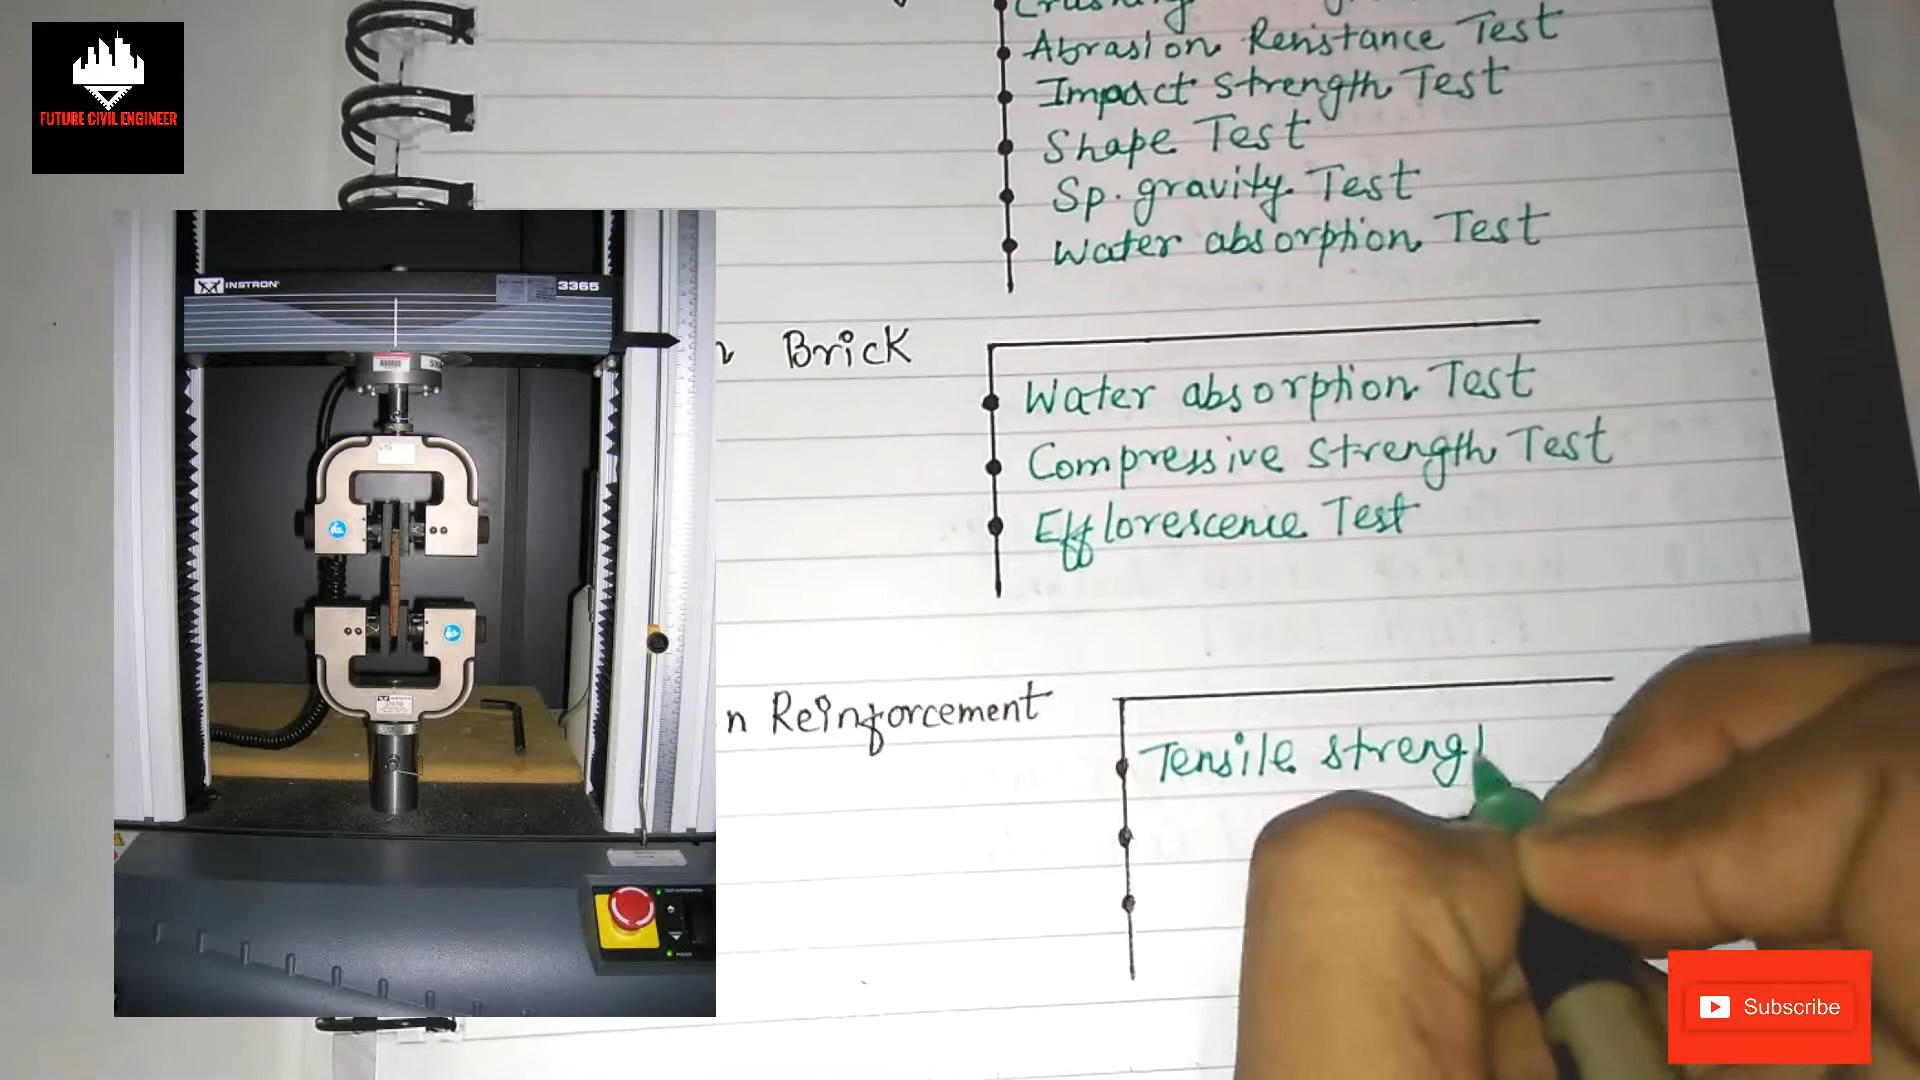 FUTURE CIVIL ENGINEER
Abrasion Resistance Test
Impact Strength Test
Shape Test
Sp. gravity Test
Water absorption Test
INSTRON
3365
Brick
Water absorption Test
Compressive Strength Test
Efflorescence Test
n Reinforcement
Tensile streng
Subscribe